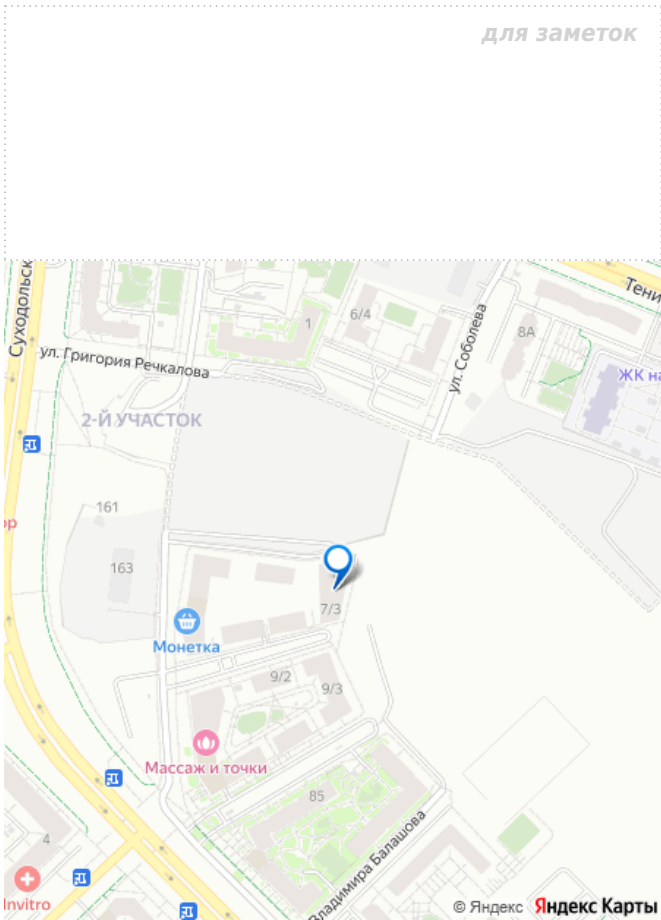 для заметок
Суходольск
Тени
6/4
1
ул. Соболева
8А
ул. Григория Речкалова
ЖК на
2-Й УЧАСТОК
161
ор
163
7/3
Монетка
9/2
9/3
Массаж и точки
85
4
Владимира Балашова
Invitro
© Яндекс Яндекс Карты